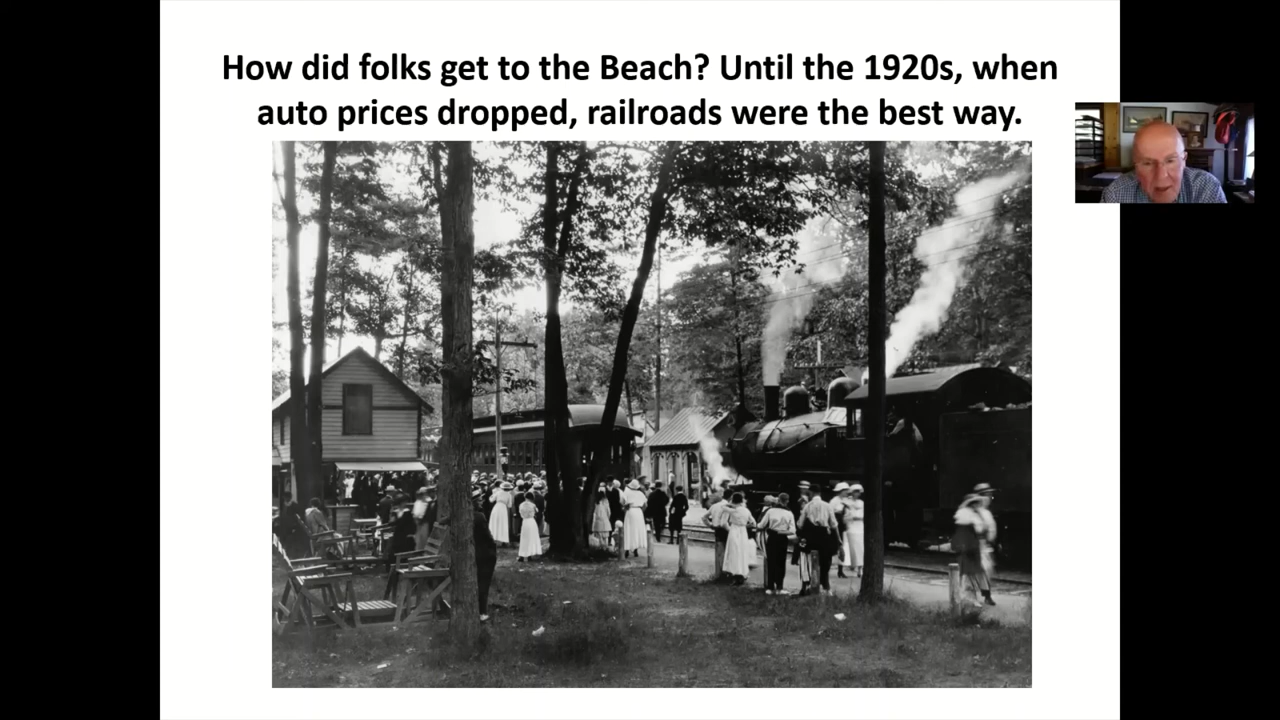 How did folks get to the Beach? Until the 1920s, when
auto prices dropped, railroads were the best way.